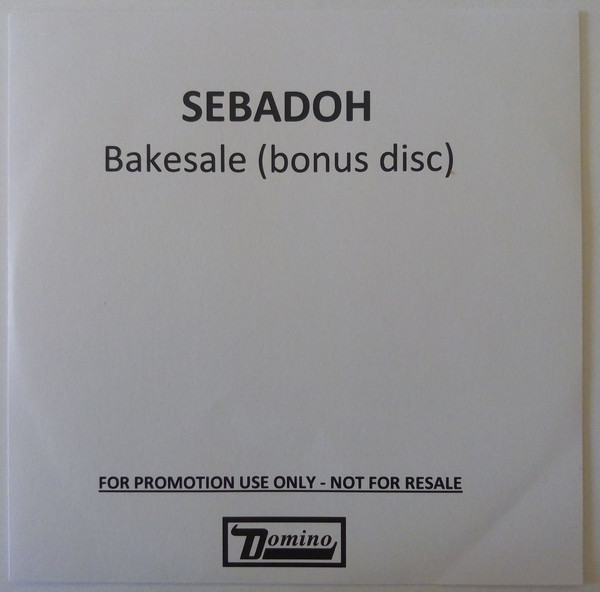 SEBADOH
Bakesale (bonus disc)
FOR PROMOTION USE ONLY - NOT FOR RESALE
Domino